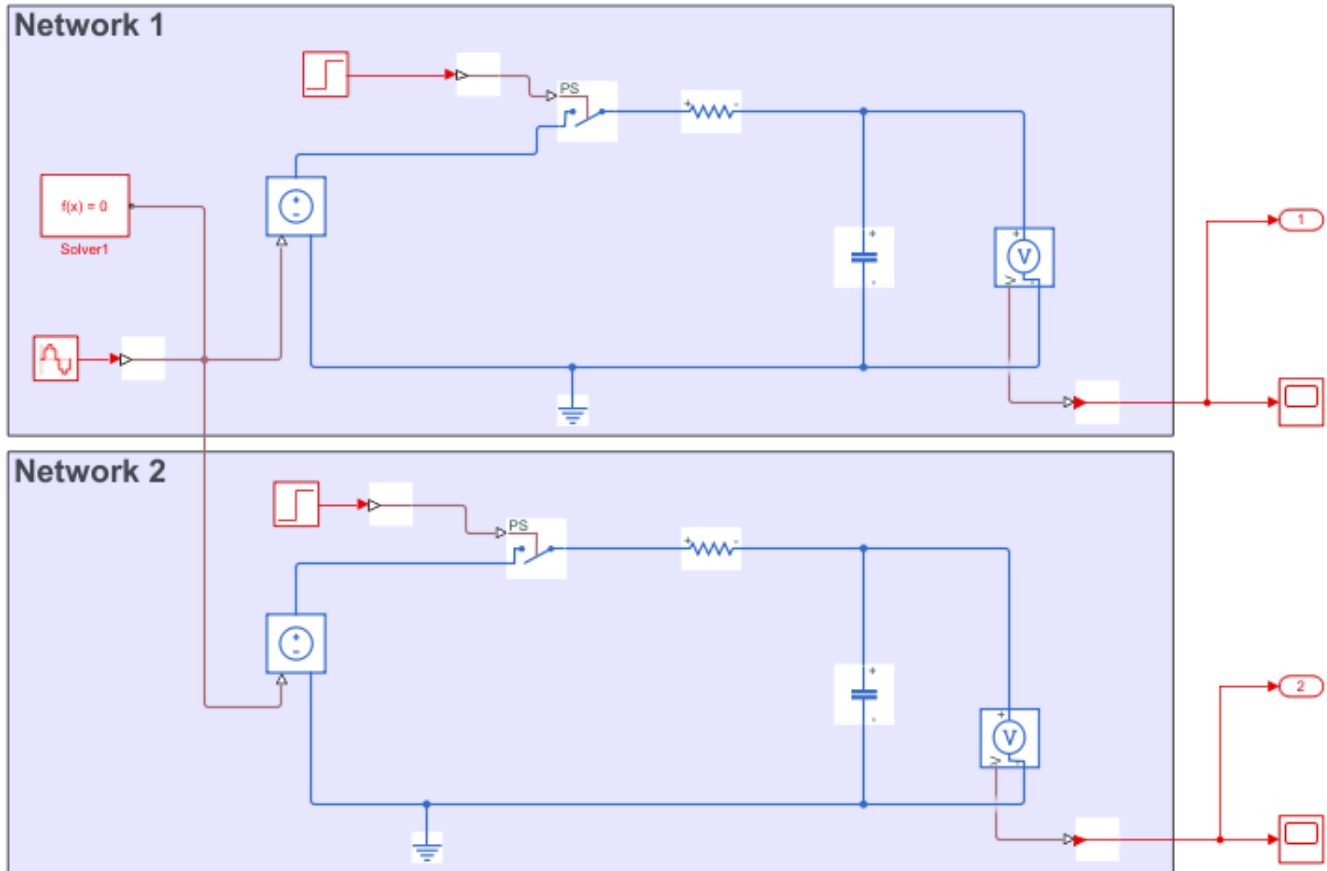 Network 1
PS
+ -
+
-
f(x) = 0
Solver1
1
+
-
+
V
V -
Network 2
PS
+ -
+
-
2
+
-
+
V
V -